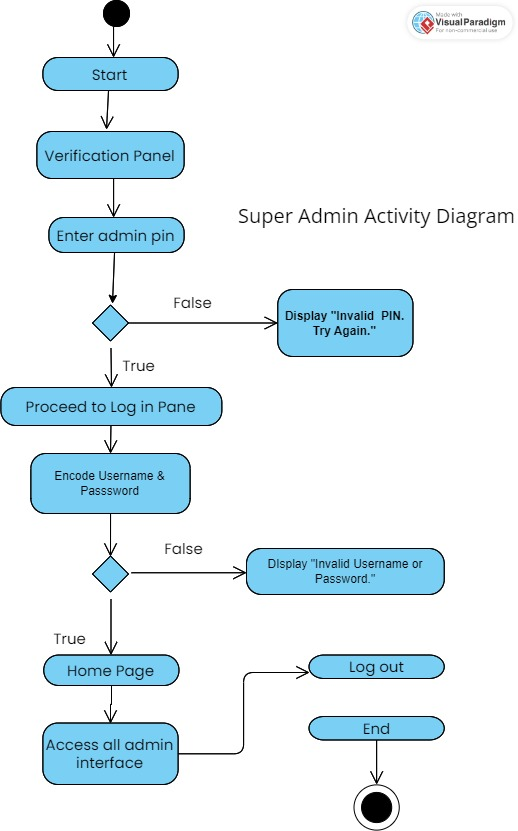 Made with
Visual Paradigm
For non-commercial use
Start
Verification Panel
Super Admin Activity Diagram
Enter admin pin
False
Display "Invalid  PIN.
Try Again."
True
Proceed to Log in Pane
Encode Username &
Passsword
False
DIsplay "Invalid Username or
Password."
True
Home Page
Log out
Access all admin
interface
End